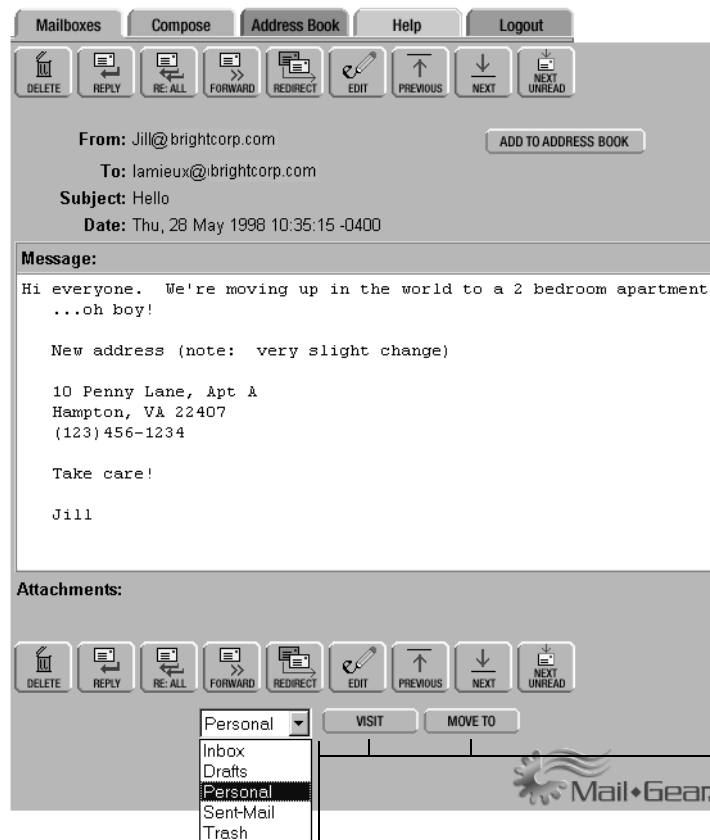 Mailboxes Compose Address Book Help Logout
DELETE REPLY RE: ALL FORWARD REDIRECT EDIT PREVIOUS NEXT NEXT UNREAD
From: Jill@brightcorp.com ADD TO ADDRESS BOOK
To: lamieux@brightcorp.com
Subject: Hello
Date: Thu, 28 May 1998 10:35:15 -0400
Message:
Hi everyone. We're moving up in the world to a 2 bedroom apartment
...oh boy!
New address (note: very slight change)
10 Penny Lane, Apt A
Hampton, VA 22407
(123)456-1234
Take care!
Jill
Attachments:
DELETE REPLY RE: ALL FORWARD REDIRECT EDIT PREVIOUS NEXT NEXT UNREAD
Personal VISIT MOVE TO
Inbox
Drafts
Personal
Sent-Mail
Trash
Mail•Gear